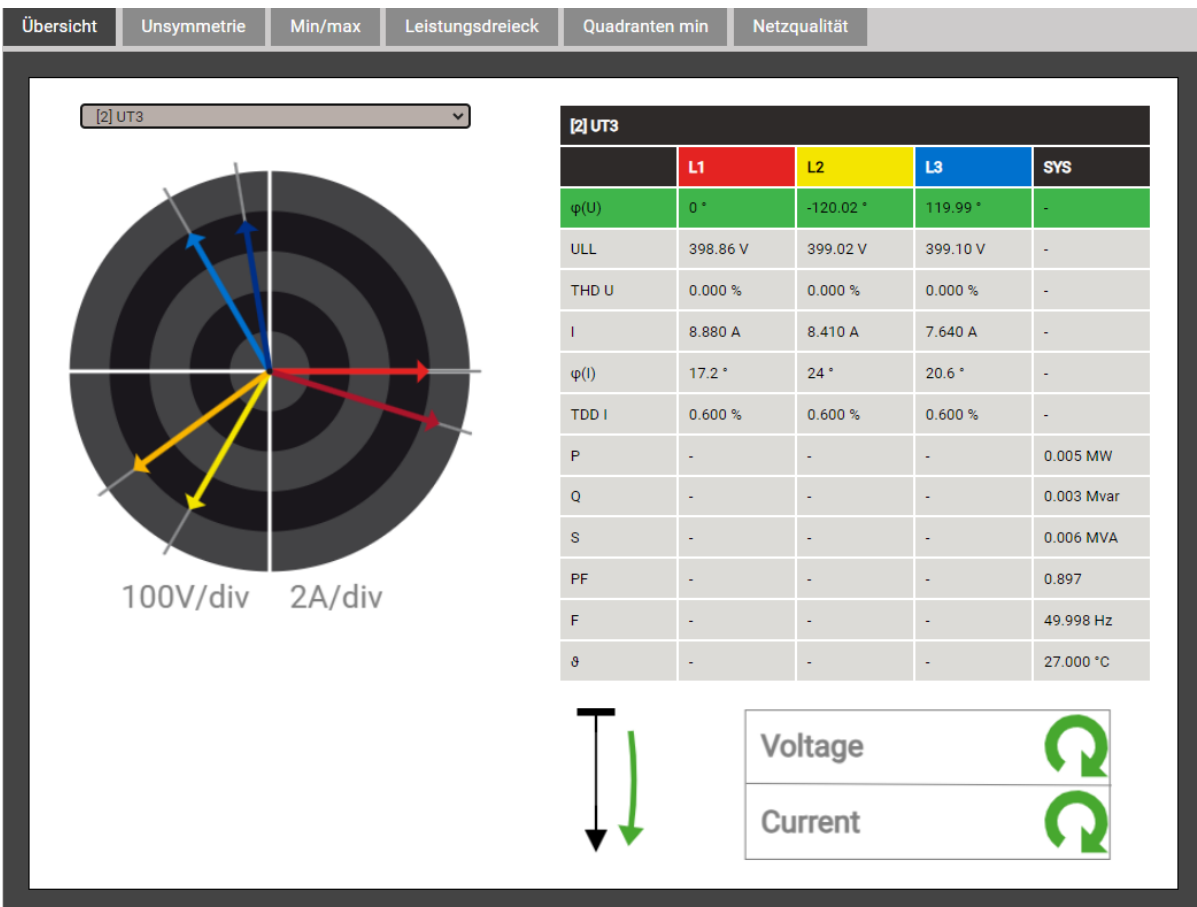 Übersicht Unsymmetrie Min/max Leistungsdreieck Quadranten min Netzqualität
[2] UT3
100V/div 2A/div
[2] UT3
L1 L2 L3 SYS
φ(U) 0 ° -120.02 ° 119.99 ° -
ULL 398.86 V 399.02 V 399.10 V -
THD U 0.000 % 0.000 % 0.000 % -
I 8.880 A 8.410 A 7.640 A -
φ(I) 17.2 ° 24 ° 20.6 ° -
TDD I 0.600 % 0.600 % 0.600 % -
P - - - 0.005 MW
Q - - - 0.003 Mvar
S - - - 0.006 MVA
PF - - - 0.897
F - - - 49.998 Hz
ϑ - - - 27.000 °C
Voltage
Current